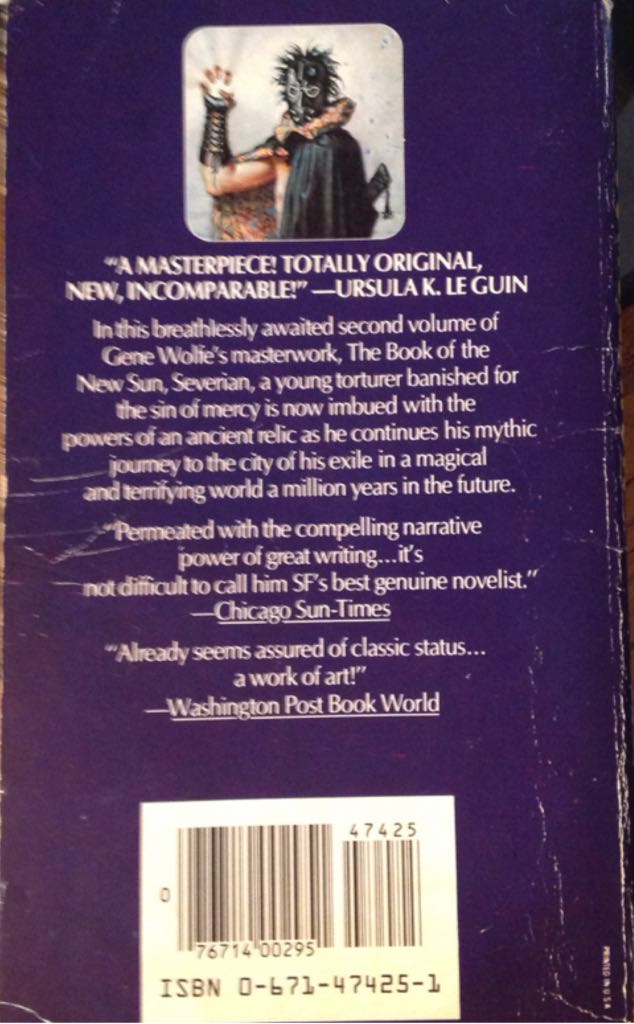 "A MASTERPIECE! TOTALLY ORIGINAL,
NEW, INCOMPARABLE!" —URSULA K. LE GUIN
In this breathlessly awaited second volume of
Gene Wolfe's masterwork, The Book of the
New Sun, Severian, a young torturer banished for
the sin of mercy is now imbued with the
powers of an ancient relic as he continues his mythic
journey to the city of his exile in a magical
and terrifying world a million years in the future.
"Permeated with the compelling narrative
power of great writing...it's
not difficult to call him SF's best genuine novelist."
—Chicago Sun-Times
"Already seems assured of classic status...
a work of art!"
—Washington Post Book World
47425
0
76714 00295
ISBN 0-671-47425-1
PRINTED IN U.S.A.